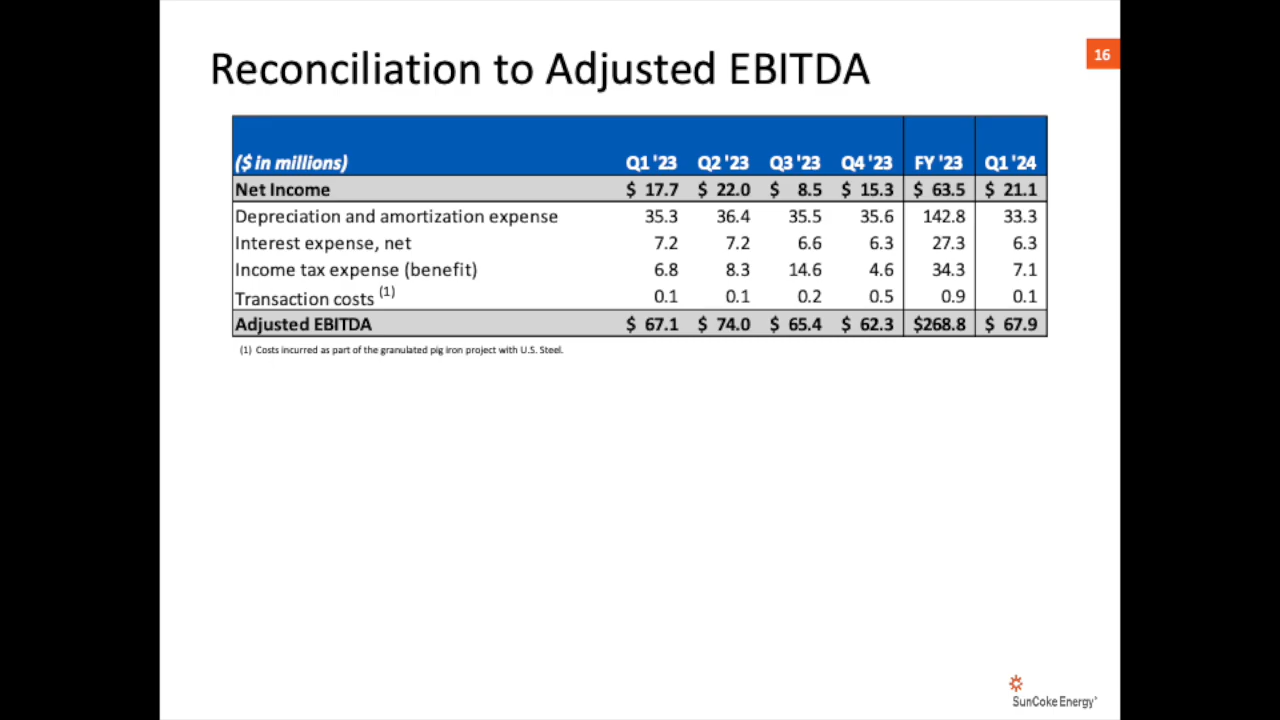 Reconciliation to Adjusted EBITDA
16
($ in millions) Q1 '23 Q2 '23 Q3 '23 Q4 '23 FY '23 Q1 '24
Net Income $ 17.7 $ 22.0 $ 8.5 $ 15.3 $ 63.5 $ 21.1
Depreciation and amortization expense 35.3 36.4 35.5 35.6 142.8 33.3
Interest expense, net 7.2 7.2 6.6 6.3 27.3 6.3
Income tax expense (benefit) 6.8 8.3 14.6 4.6 34.3 7.1
Transaction costs (1) 0.1 0.1 0.2 0.5 0.9 0.1
Adjusted EBITDA $ 67.1 $ 74.0 $ 65.4 $ 62.3 $268.8 $ 67.9
(1) Costs incurred as part of the granulated pig iron project with U.S. Steel.
SunCoke Energy